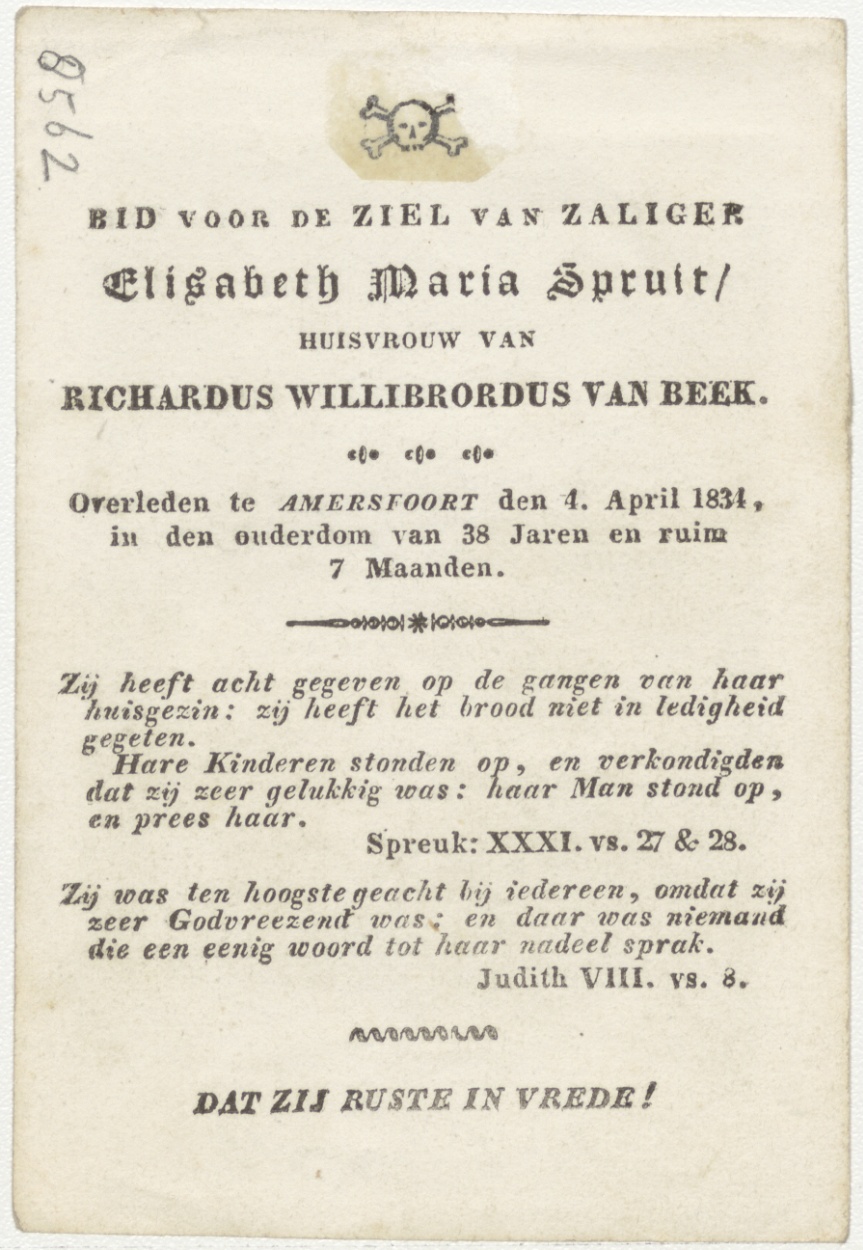 8562
BID VOOR DE ZIEL VAN ZALIGER
Elisabeth Maria Spruit/
HUISVROUW VAN
RICHARDUS WILLIBRORDUS VAN BEEK.
Overleden te AMERSFOORT den 4. April 1834,
in den ouderdom van 38 Jaren en ruim
7 Maanden.
Zij heeft acht gegeven op de gangen van haar
huisgezin: zij heeft het brood niet in ledigheid
gegeten.
Hare Kinderen stonden op, en verkondigden
dat zij zeer gelukkig was: haar Man stond op,
en prees haar.
Spreuk: XXXI. vs. 27 & 28.
Zij was ten hoogste geacht bij iedereen, omdat zij
zeer Godvreezend was: en daar was niemand
die een eenig woord tot haar nadeel sprak.
Judith VIII. vs. 8.
DAT ZIJ RUSTE IN VREDE!